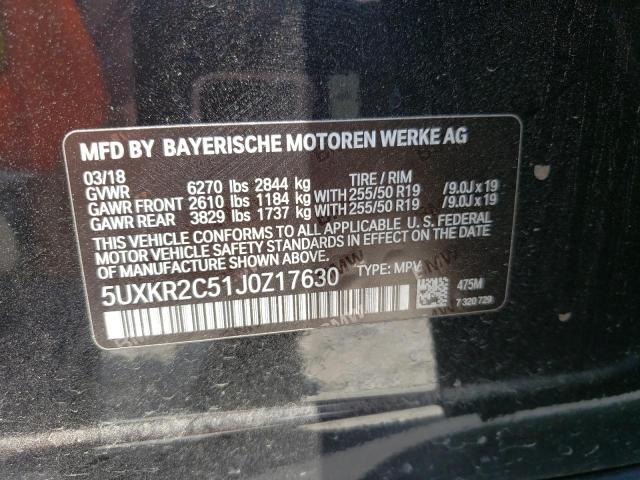 MFD BY BAYERISCHE MOTOREN WERKE AG
03/18
GVWR 6270 lbs 2844 kg TIRE / RIM
GAWR FRONT 2610 lbs 1184 kg WITH 255/50 R19 /9.0J x 19
GAWR REAR 3829 lbs 1737 kg WITH 255/50 R19 /9.0J x 19
THIS VEHICLE CONFORMS TO ALL APPLICABLE U. S. FEDERAL
MOTOR VEHICLE SAFETY STANDARDS IN EFFECT ON THE DATE
OF MANUFACTURE SHOWN ABOVE.
5UXKR2C51J0Z17630 TYPE: MPV
475M
7 320 729